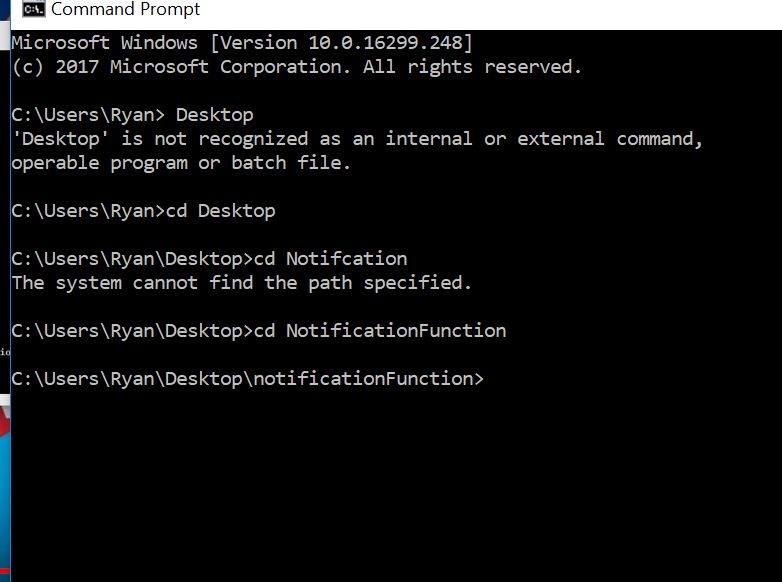 Command Prompt
Microsoft Windows [Version 10.0.16299.248]
(c) 2017 Microsoft Corporation. All rights reserved.
C:\Users\Ryan> Desktop
'Desktop' is not recognized as an internal or external command,
operable program or batch file.
C:\Users\Ryan>cd Desktop
C:\Users\Ryan\Desktop>cd Notifcation
The system cannot find the path specified.
C:\Users\Ryan\Desktop>cd NotificationFunction
C:\Users\Ryan\Desktop\notificationFunction>